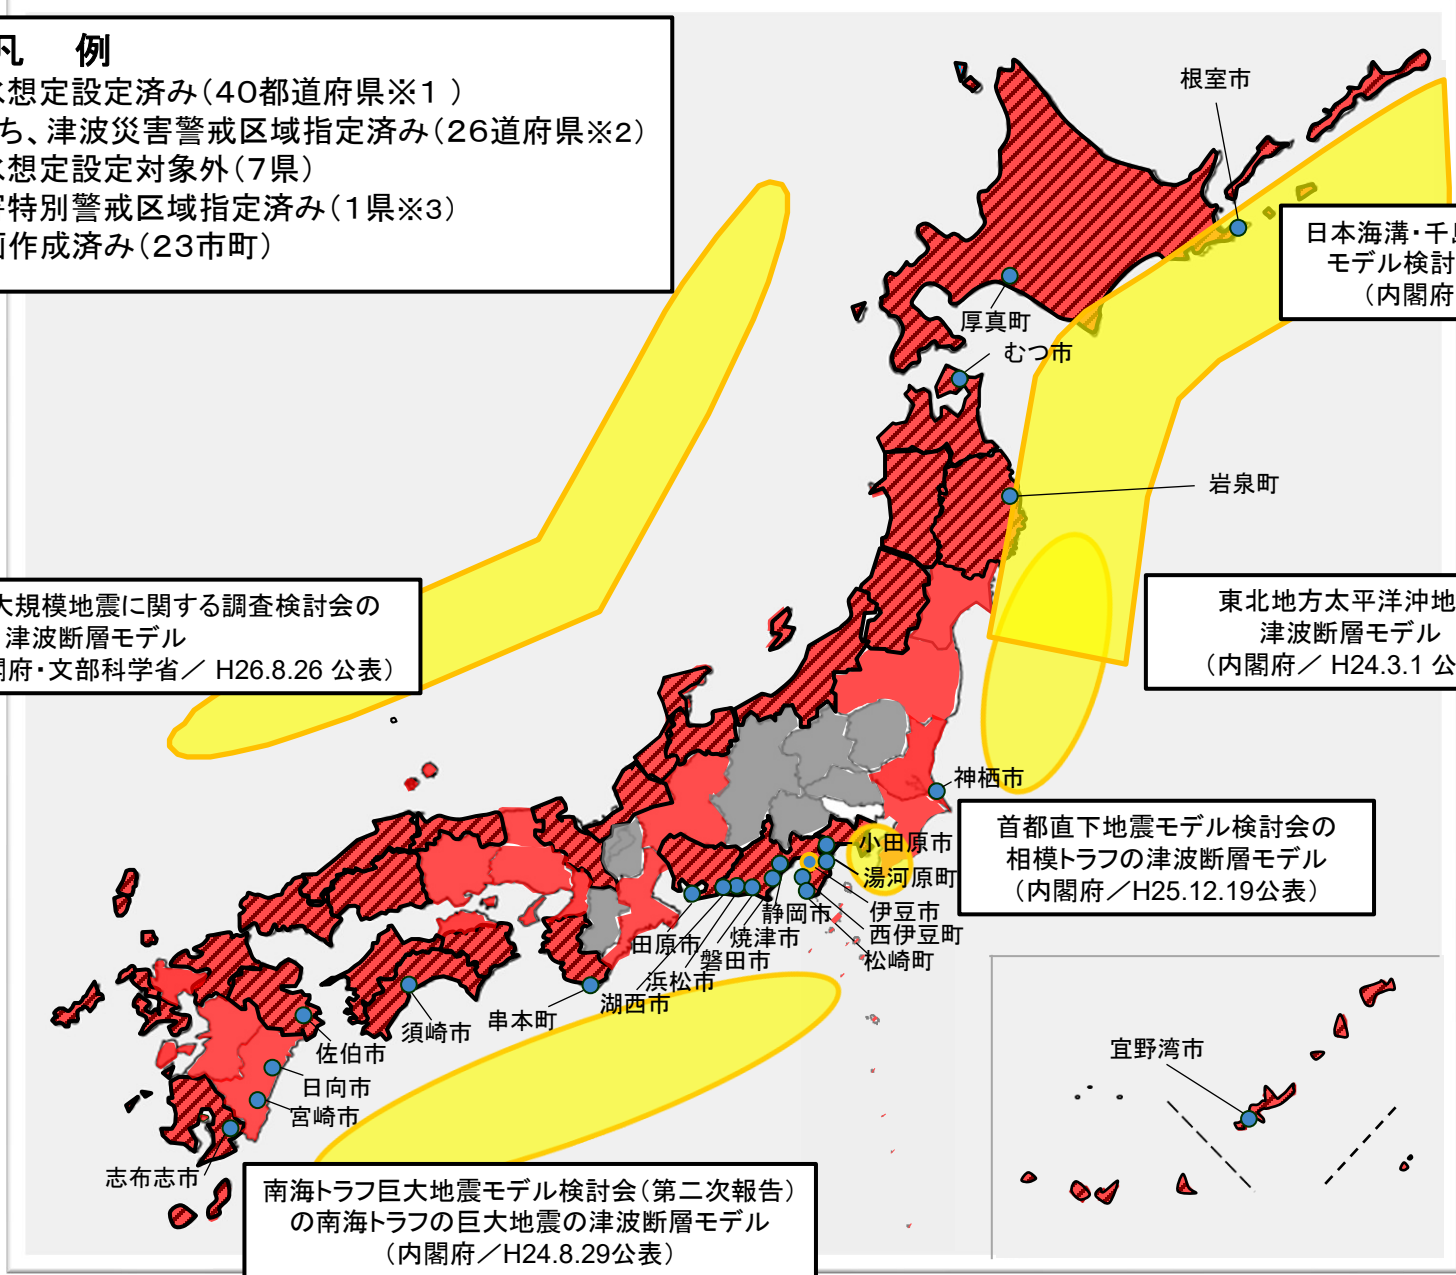 凡　例
想定設定済み（40都道府県※1 ）
ち、津波災害警戒区域指定済み（26道府県※2）
想定設定対象外（7県）
特別警戒区域指定済み（1県※3）
作成済み（23市町）
根室市
日本海溝・千島
モデル検討
（内閣府
厚真町
むつ市
岩泉町
大規模地震に関する調査検討会の
津波断層モデル
府・文部科学省／ H26.8.26 公表）
東北地方太平洋沖地
津波断層モデル
（内閣府／ H24.3.1 公
神栖市
首都直下地震モデル検討会の
相模トラフの津波断層モデル
（内閣府／H25.12.19公表）
小田原市
湯河原町
伊豆市
西伊豆町
松崎町
静岡市
焼津市
磐田市
田原市
浜松市
湖西市
串本町
須崎市
佐伯市
日向市
宮崎市
志布志市
宜野湾市
南海トラフ巨大地震モデル検討会（第二次報告）
の南海トラフの巨大地震の津波断層モデル
（内閣府／H24.8.29公表）